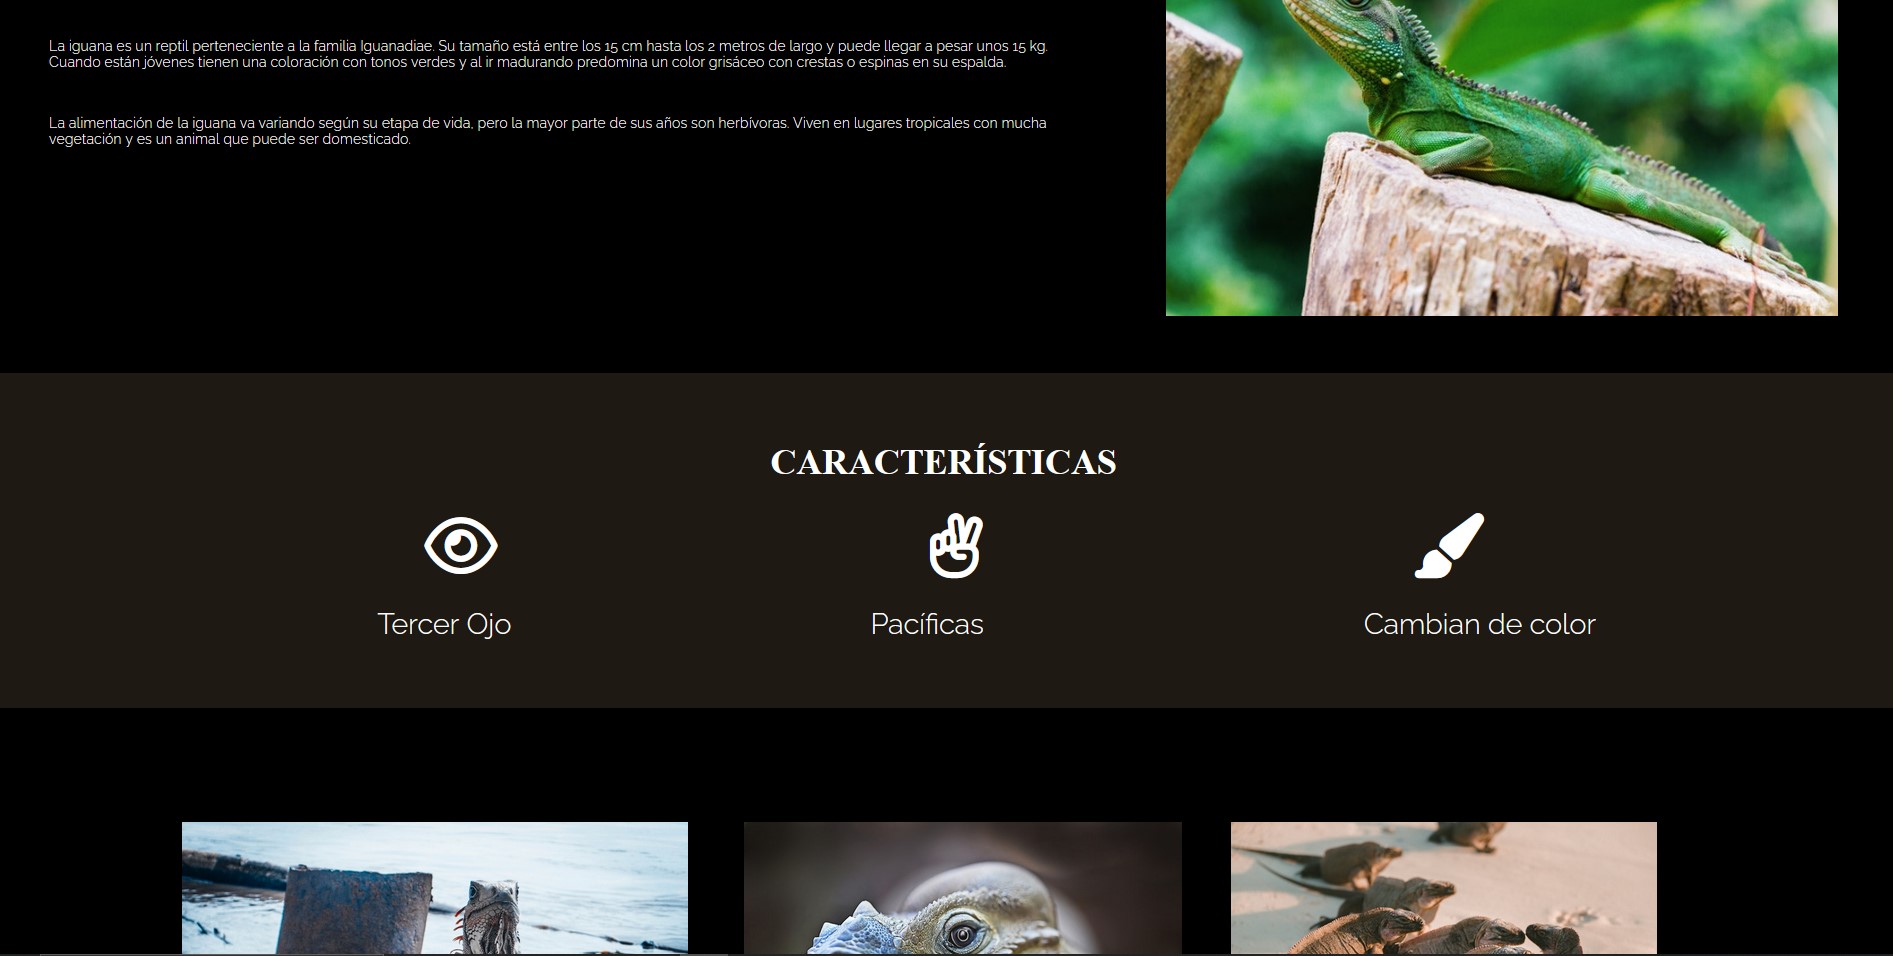 La iguana es un reptil perteneciente a la familia Iguanadiae. Su tamaño está entre los 15 cm hasta los 2 metros de largo y puede llegar a pesar unos 15 kg.
Cuando están jóvenes tienen una coloración con tonos verdes y al ir madurando predomina un color grisáceo con crestas o espinas en su espalda.
La alimentación de la iguana va variando según su etapa de vida, pero la mayor parte de sus años son herbívoras. Viven en lugares tropicales con mucha
vegetación y es un animal que puede ser domesticado.
CARACTERÍSTICAS
Tercer Ojo
Pacíficas
Cambian de color